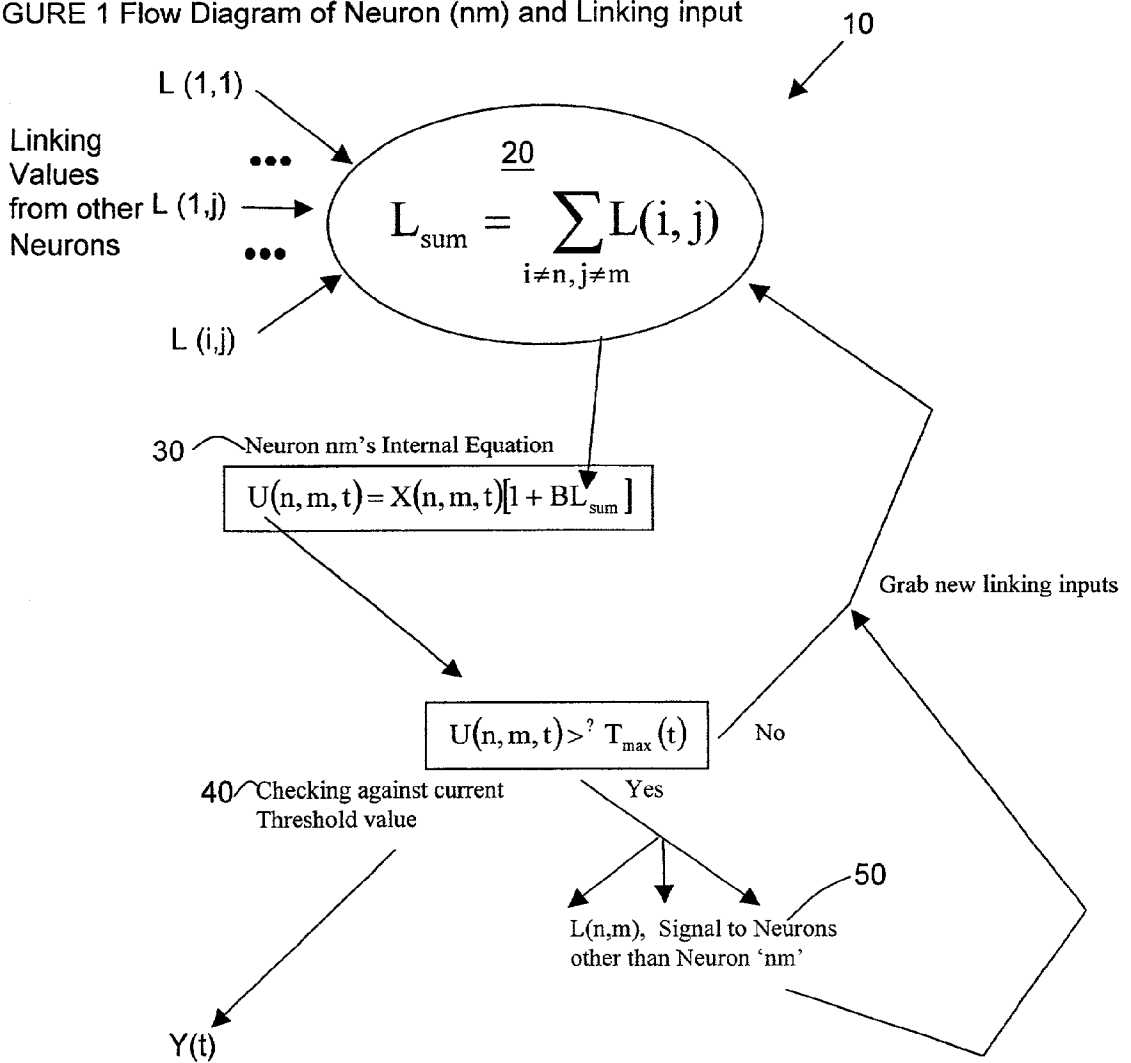 GURE 1 Flow Diagram of Neuron (nm) and Linking input
10
L (1,1)
Linking
Values
from other
Neurons
•••
L (1,j)
•••
L (i,j)
20
L_sum = ∑ L(i, j)
i≠n, j≠m
30
Neuron nm's Internal Equation
U(n, m, t) = X(n, m, t)[1 + BL_sum]
Grab new linking inputs
U(n, m, t) >? T_max (t)
No
40
Checking against current
Threshold value
Yes
50
L(n,m), Signal to Neurons
other than Neuron ‘nm’
Y(t)